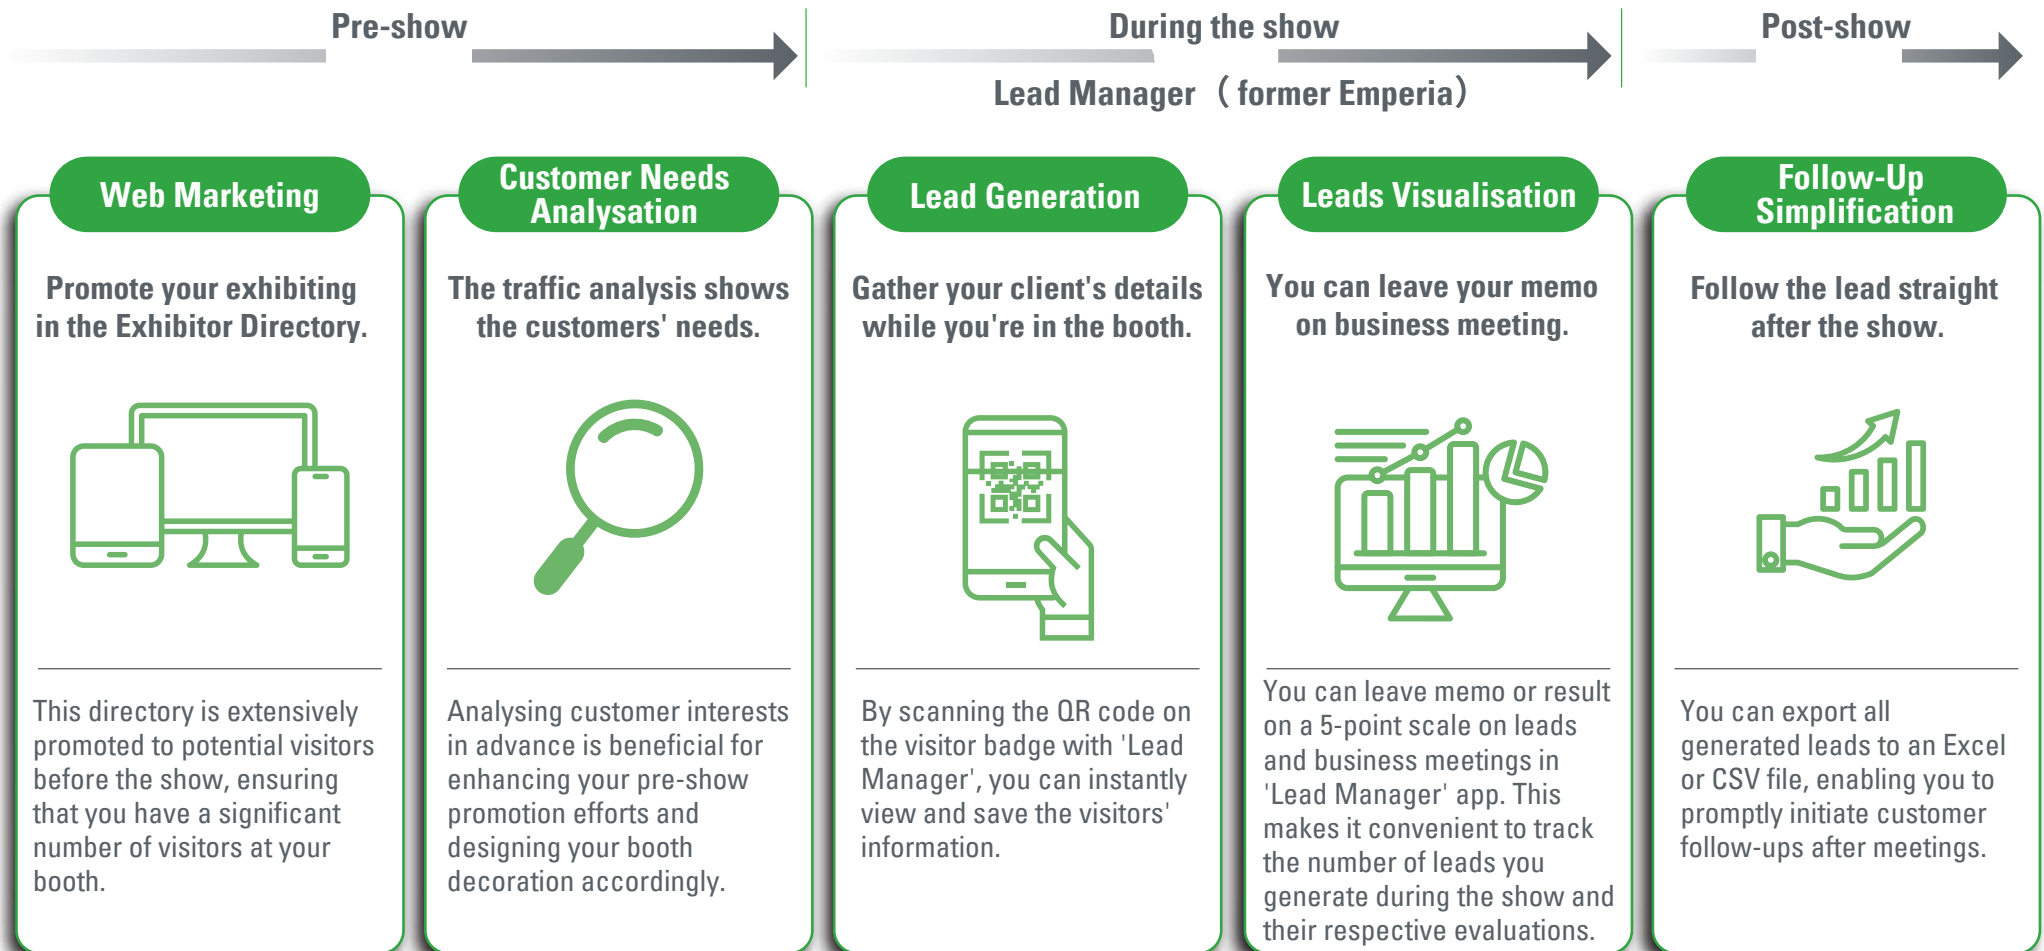 Pre-show
During the show
Post-show
Lead Manager ( former Emperia)
Web Marketing
Promote your exhibiting
in the Exhibitor Directory.
This directory is extensively
promoted to potential visitors
before the show, ensuring
that you have a significant
number of visitors at your
booth.
Customer Needs
Analysation
The traffic analysis shows
the customers' needs.
Analysing customer interests
in advance is beneficial for
enhancing your pre-show
promotion efforts and
designing your booth
decoration accordingly.
Lead Generation
Gather your client's details
while you're in the booth.
By scanning the QR code on
the visitor badge with 'Lead
Manager', you can instantly
view and save the visitors'
information.
Leads Visualisation
You can leave your memo
on business meeting.
You can leave memo or result
on a 5-point scale on leads
and business meetings in
'Lead Manager' app. This
makes it convenient to track
the number of leads you
generate during the show and
their respective evaluations.
Follow-Up
Simplification
Follow the lead straight
after the show.
You can export all
generated leads to an Excel
or CSV file, enabling you to
promptly initiate customer
follow-ups after meetings.